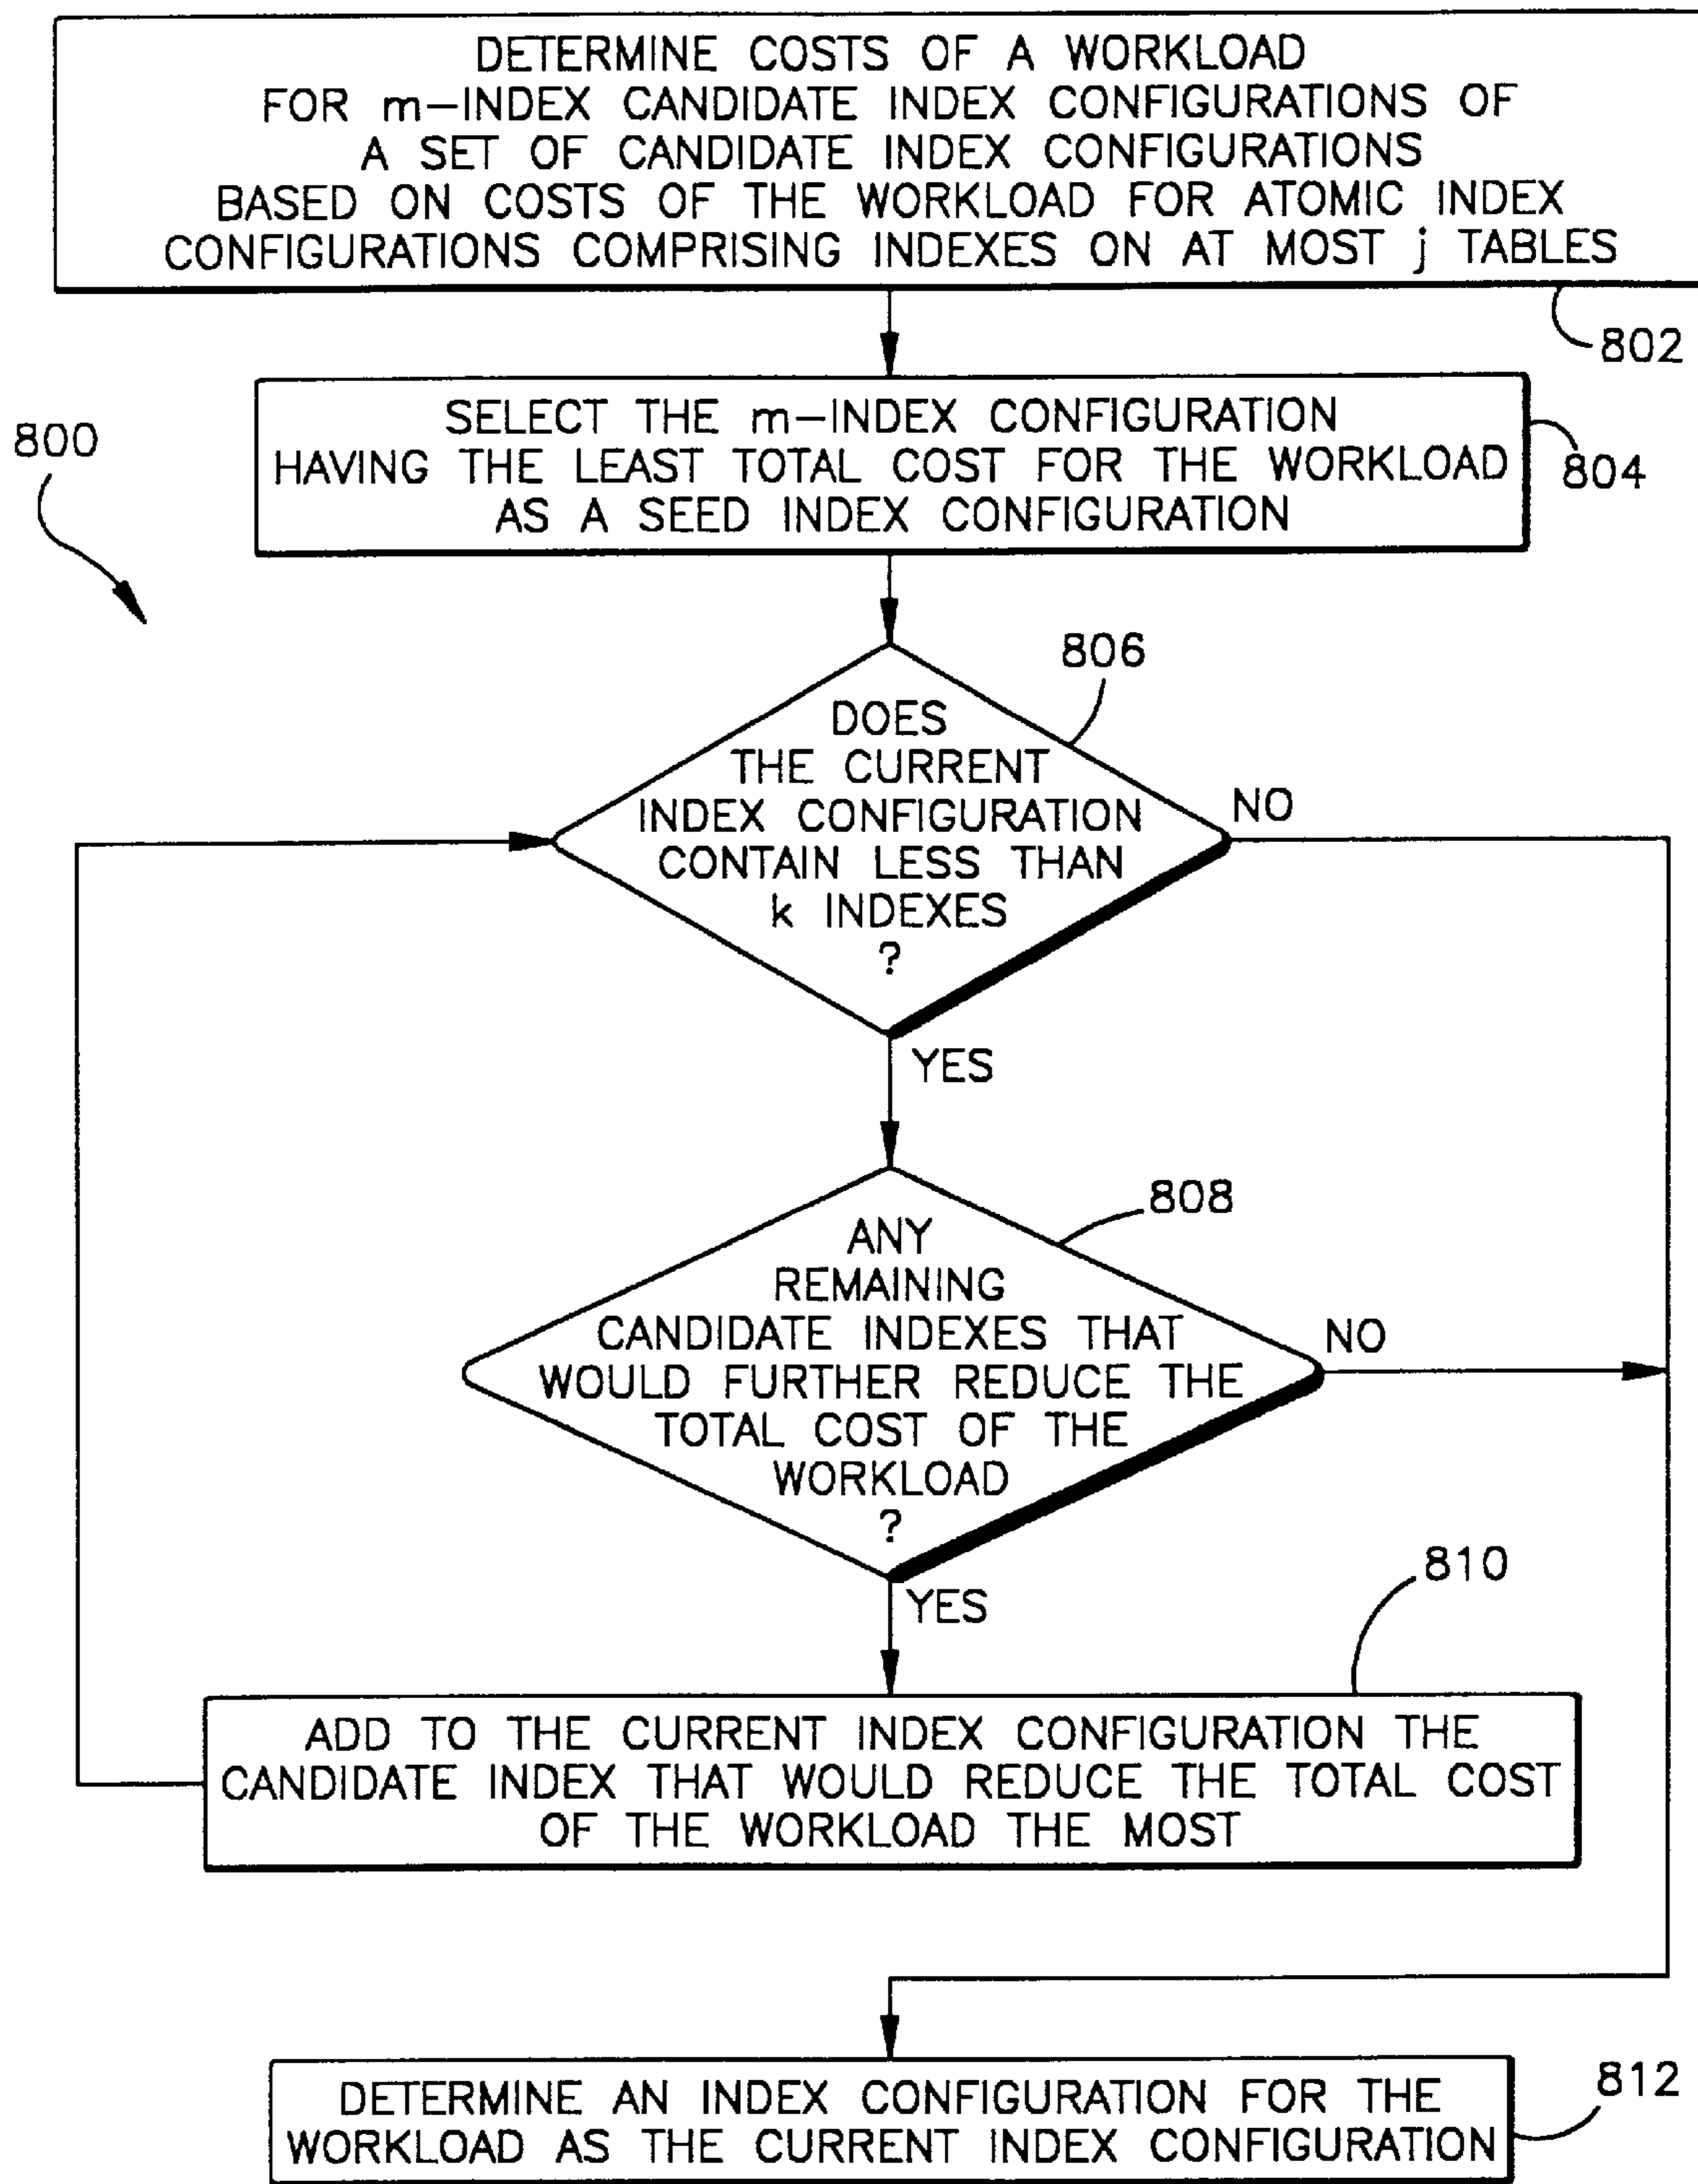 DETERMINE COSTS OF A WORKLOAD
FOR m-INDEX CANDIDATE INDEX CONFIGURATIONS OF
A SET OF CANDIDATE INDEX CONFIGURATIONS
BASED ON COSTS OF THE WORKLOAD FOR ATOMIC INDEX
CONFIGURATIONS COMPRISING INDEXES ON AT MOST j TABLES
802
SELECT THE m-INDEX CONFIGURATION
HAVING THE LEAST TOTAL COST FOR THE WORKLOAD
AS A SEED INDEX CONFIGURATION
804
800
806
DOES
THE CURRENT
INDEX CONFIGURATION
CONTAIN LESS THAN
k INDEXES
?
NO
YES
808
ANY
REMAINING
CANDIDATE INDEXES THAT
WOULD FURTHER REDUCE THE
TOTAL COST OF THE
WORKLOAD
?
NO
YES
810
ADD TO THE CURRENT INDEX CONFIGURATION THE
CANDIDATE INDEX THAT WOULD REDUCE THE TOTAL COST
OF THE WORKLOAD THE MOST
DETERMINE AN INDEX CONFIGURATION FOR THE
WORKLOAD AS THE CURRENT INDEX CONFIGURATION
812